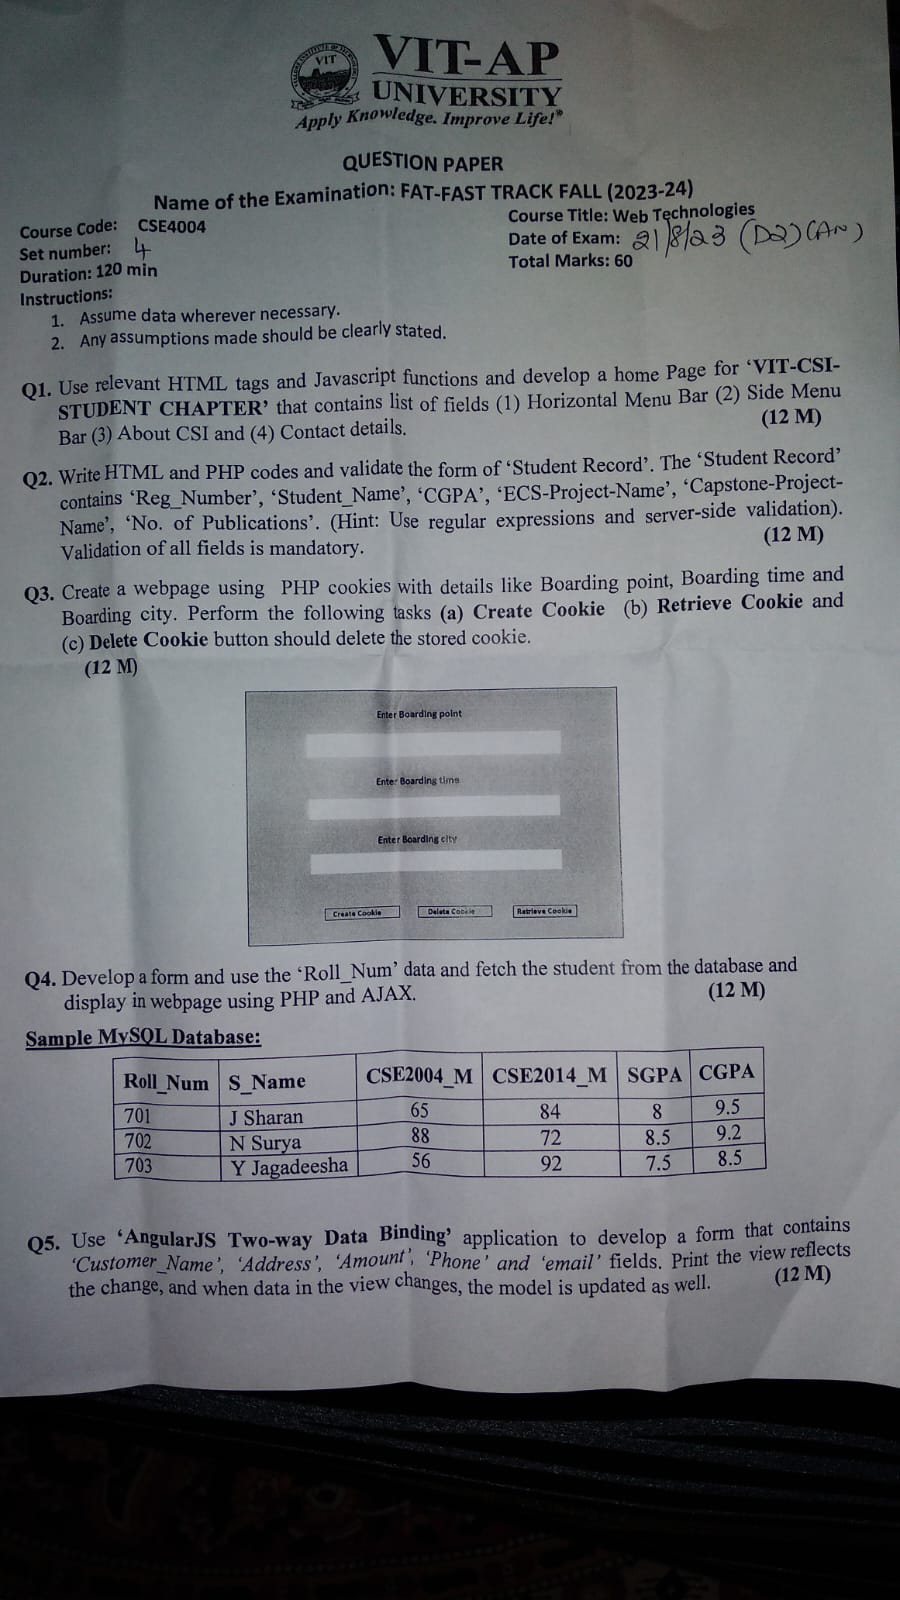 VIT
VIT-AP
UNIVERSITY
Apply Knowledge. Improve Life!®
QUESTION PAPER
Name of the Examination: FAT-FAST TRACK FALL (2023-24)
Course Code: CSE4004
Course Title: Web Technologies
Set number: 4
Date of Exam: 21/8/23 (D2) (AN)
Duration: 120 min
Total Marks: 60
Instructions:
1. Assume data wherever necessary.
2. Any assumptions made should be clearly stated.
Q1. Use relevant HTML tags and Javascript functions and develop a home Page for ‘VIT-CSI-
STUDENT CHAPTER’ that contains list of fields (1) Horizontal Menu Bar (2) Side Menu
Bar (3) About CSI and (4) Contact details. (12 M)
Q2. Write HTML and PHP codes and validate the form of ‘Student Record’. The ‘Student Record’
contains ‘Reg_Number’, ‘Student_Name’, ‘CGPA’, ‘ECS-Project-Name’, ‘Capstone-Project-
Name’, ‘No. of Publications’. (Hint: Use regular expressions and server-side validation).
Validation of all fields is mandatory. (12 M)
Q3. Create a webpage using PHP cookies with details like Boarding point, Boarding time and
Boarding city. Perform the following tasks (a) Create Cookie (b) Retrieve Cookie and
(c) Delete Cookie button should delete the stored cookie.
(12 M)
Enter Boarding point
Enter Boarding time
Enter Boarding city
Create Cookie Delete Cookie Retrieve Cookie
Q4. Develop a form and use the ‘Roll_Num’ data and fetch the student from the database and
display in webpage using PHP and AJAX. (12 M)
Sample MySQL Database:
Roll_Num S_Name CSE2004_M CSE2014_M SGPA CGPA
701 J Sharan 65 84 8 9.5
702 N Surya 88 72 8.5 9.2
703 Y Jagadeesha 56 92 7.5 8.5
Q5. Use ‘AngularJS Two-way Data Binding’ application to develop a form that contains
‘Customer_Name’, ‘Address’, ‘Amount’, ‘Phone’ and ‘email’ fields. Print the view reflects
the change, and when data in the view changes, the model is updated as well. (12 M)